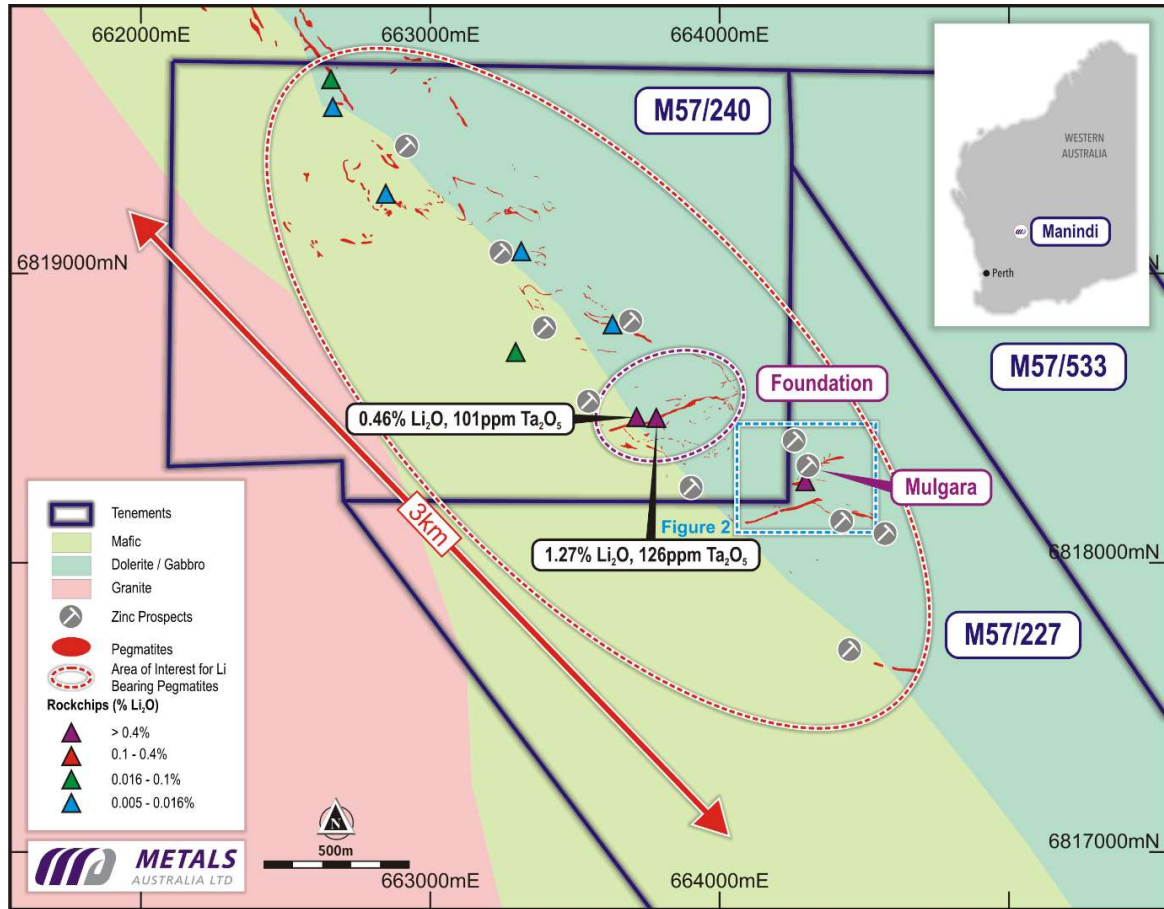 662000mE
663000mE
664000mE
M57/240
WESTERN
AUSTRALIA
Manindi
Perth
6819000mN
N
M57/533
Foundation
0.46% Li₂O, 101ppm Ta₂O₅
Mulgara
Figure 2
1.27% Li₂O, 126ppm Ta₂O₅
6818000mN
3km
M57/227
Tenements
Mafic
Dolerite / Gabbro
Granite
Zinc Prospects
Pegmatites
Area of Interest for Li
Bearing Pegmatites
Rockchips (% Li₂O)
> 0.4%
0.1 - 0.4%
0.016 - 0.1%
0.005 - 0.016%
N
500m
METALS
AUSTRALIA LTD
6817000mN
663000mE
664000mE